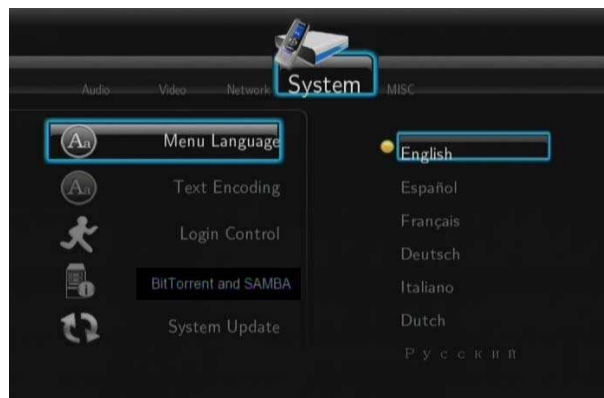 Audio Video Network System MISC
Menu Language
Text Encoding
Login Control
BitTorrent and SAMBA
System Update
English
Español
Français
Deutsch
Italiano
Dutch
Русский